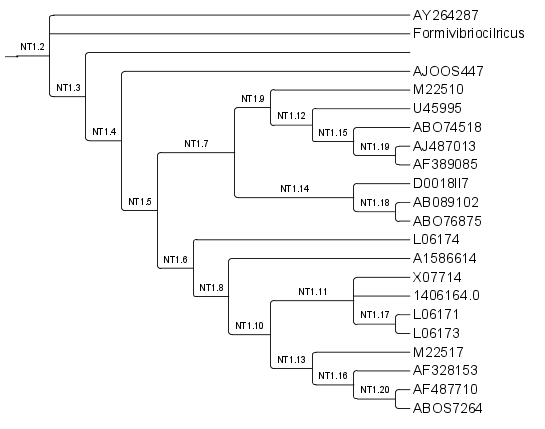 AY264287
Formivibriocilricus
NT1.2
AJOOS447
NT1.3
M22510
NT1.9
U45995
NT1.12
ABO74518
NT1.4
NT1.15
AJ487013
NT1.7
NT1.19
AF389085
D0018II7
NT1.14
AB089102
NT1.18
NT1.5
ABO76875
L06174
A1586614
NT1.6
X07714
NT1.8
NT1.11
1406164.0
L06171
NT1.17
NT1.10
L06173
M22517
NT1.13
AF328153
NT1.16
AF487710
NT1.20
ABOS7264